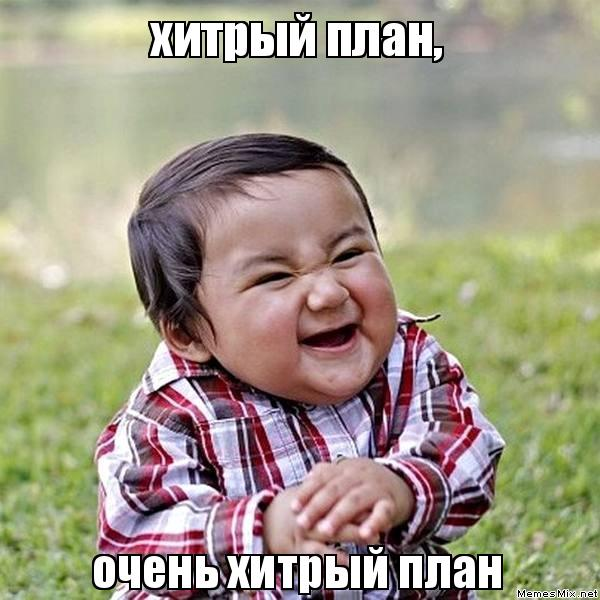 хитрый план,
очень хитрый план
MemesMix.net